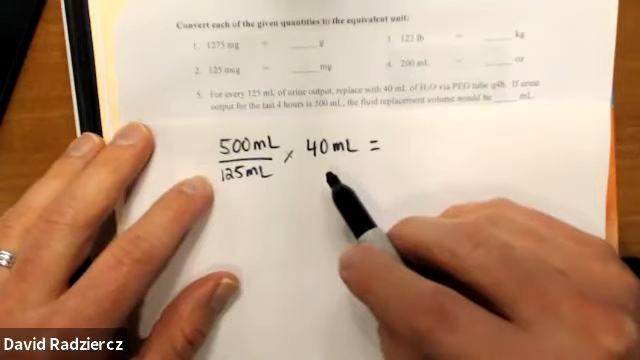 Convert each of the given quantities to the equivalent unit:
1. 1275 mg = _____ g
3. 123 lb = _____ kg
2. 125 mcg = _____ mg
4. 200 mL = _____ oz
5. For every 125 mL of urine output, replace with 40 mL of H₂O via PEG tube q4h. If urine
output for the last 4 hours is 500 mL, the fluid replacement volume would be _____ mL.
500mL
125mL
× 40mL =
David Radziercz